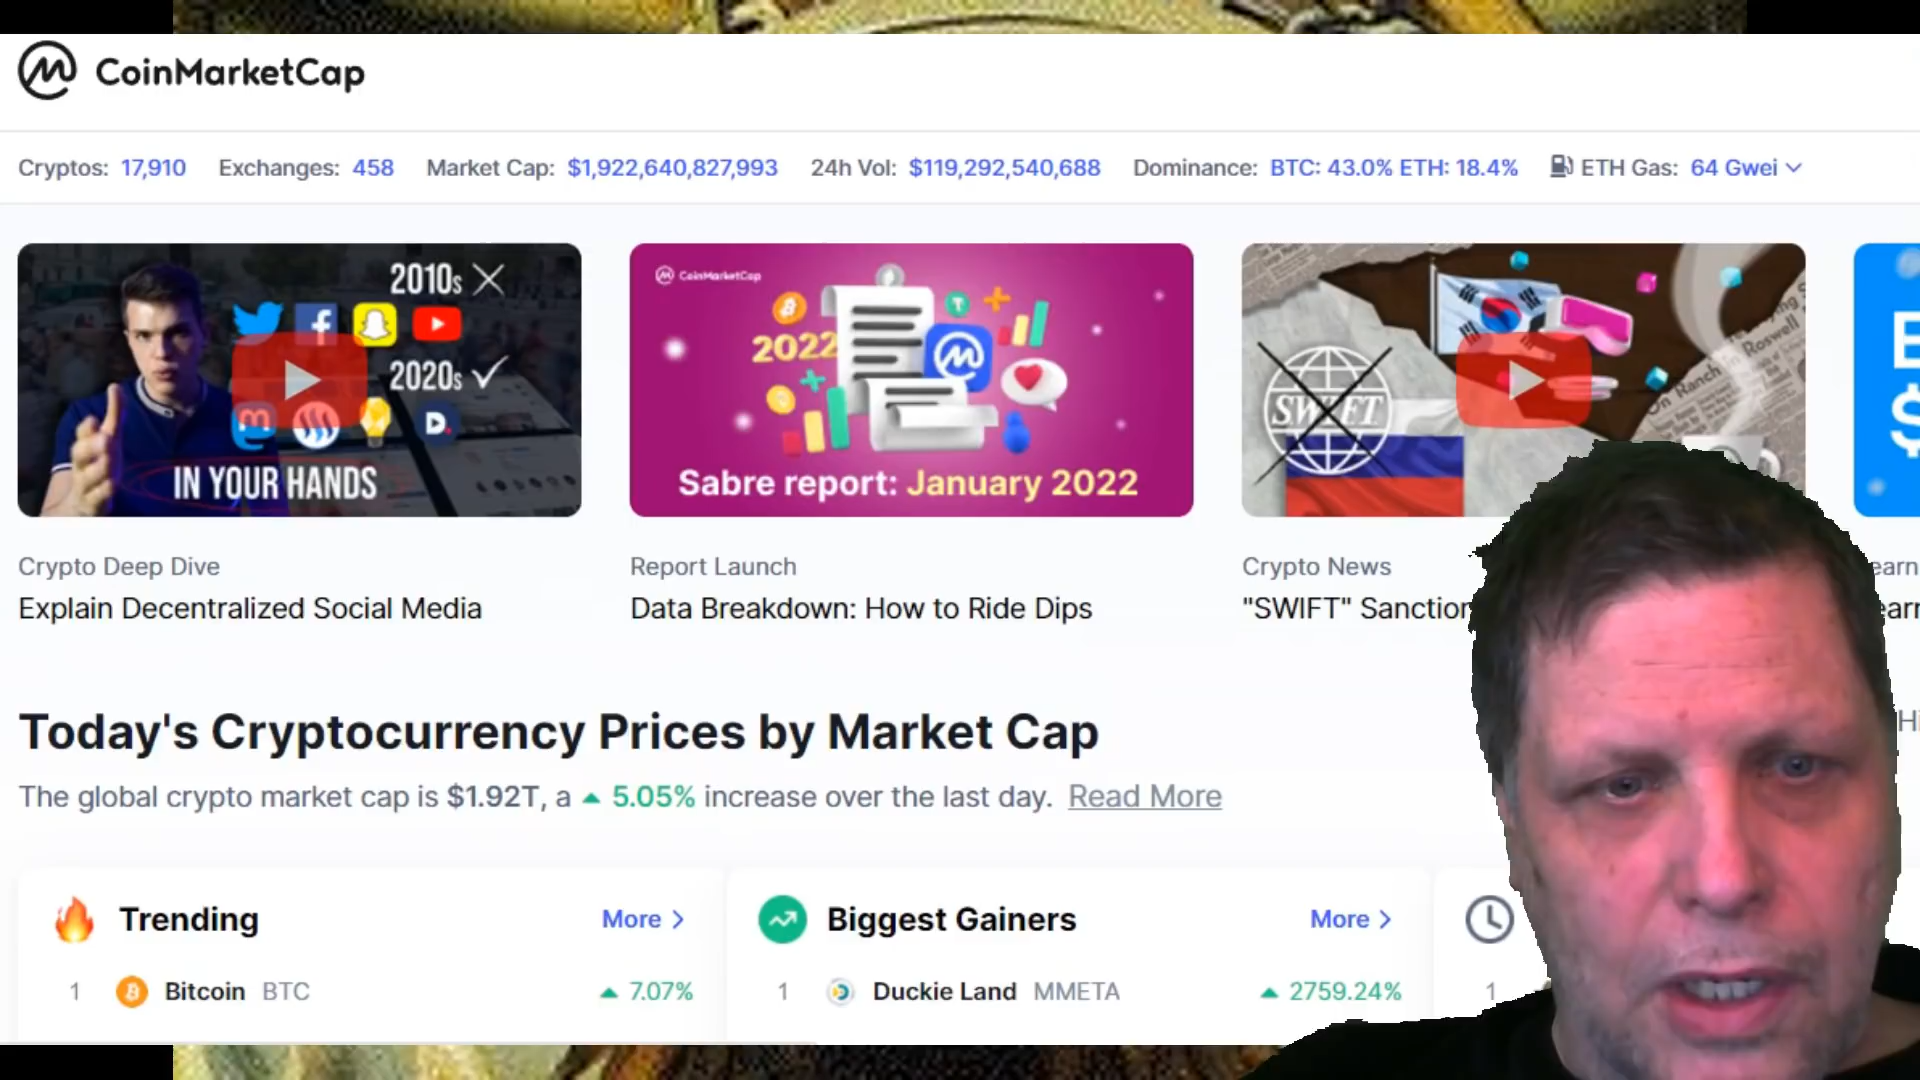 CoinMarketCap
Cryptos: 17,910 Exchanges: 458 Market Cap: $1,922,640,827,993 24h Vol: $119,292,540,688 Dominance: BTC: 43.0% ETH: 18.4% ETH Gas: 64 Gwei
2010s
2020s
IN YOUR HANDS
CoinMarketCap
2022
Sabre report: January 2022
SWIFT
On Ranch in Roswell
Crypto Deep Dive
Explain Decentralized Social Media
Report Launch
Data Breakdown: How to Ride Dips
Crypto News
"SWIFT" Sanction
Today's Cryptocurrency Prices by Market Cap
The global crypto market cap is $1.92T, a 5.05% increase over the last day. Read More
Trending More
1 Bitcoin BTC 7.07%
Biggest Gainers More
1 Duckie Land MMETA 2759.24%
1